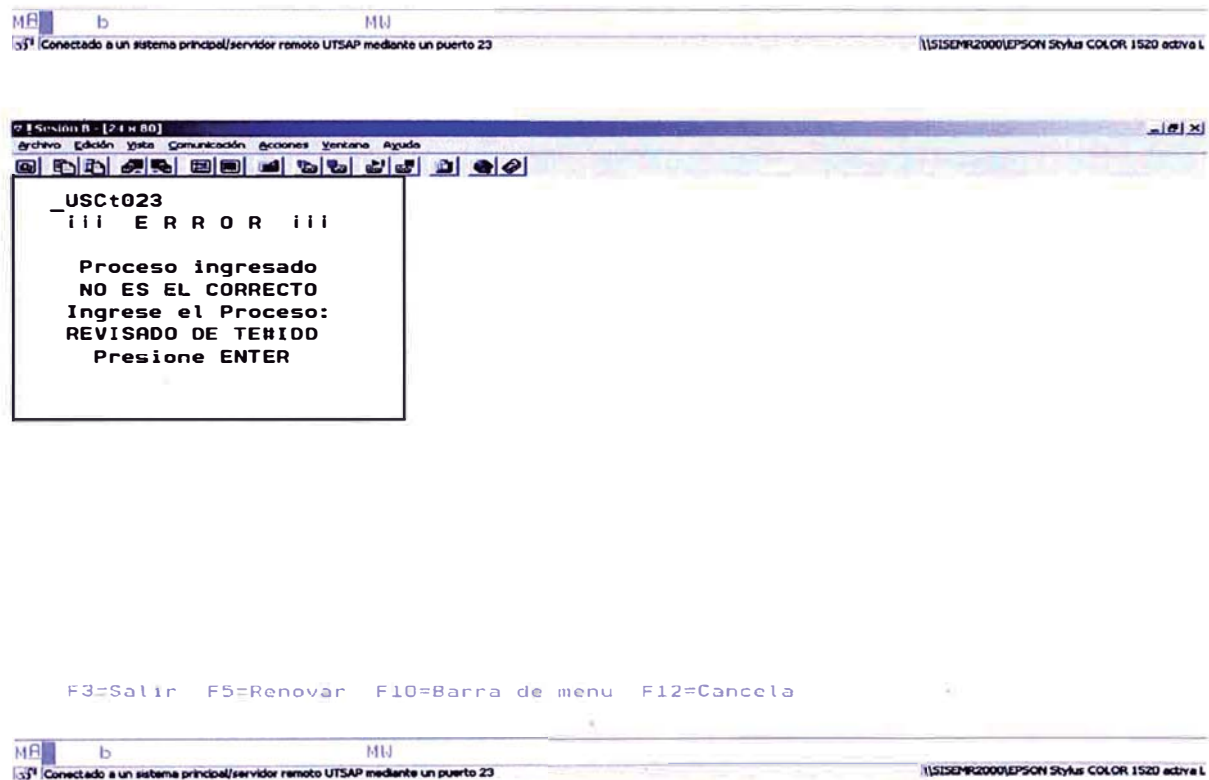 MA b MW
Conectado a un sistema principal/servidor remoto UTSAP mediante un puerto 23 \\SISEMR2000\EPSON Stylus COLOR 1520 activa L
Sesión B - [24 x 80]
Archivo Edición Vista Comunicación Acciones Ventana Ayuda
_USCt023
¡¡¡ E R R O R ¡¡¡
Proceso ingresado
NO ES EL CORRECTO
Ingrese el Proceso:
REVISADO DE TE#IDD
Presione ENTER
F3=Salir F5=Renovar F10=Barra de menu F12=Cancela
MA b MW
Conectado a un sistema principal/servidor remoto UTSAP mediante un puerto 23 \\SISEMR2000\EPSON Stylus COLOR 1520 activa L